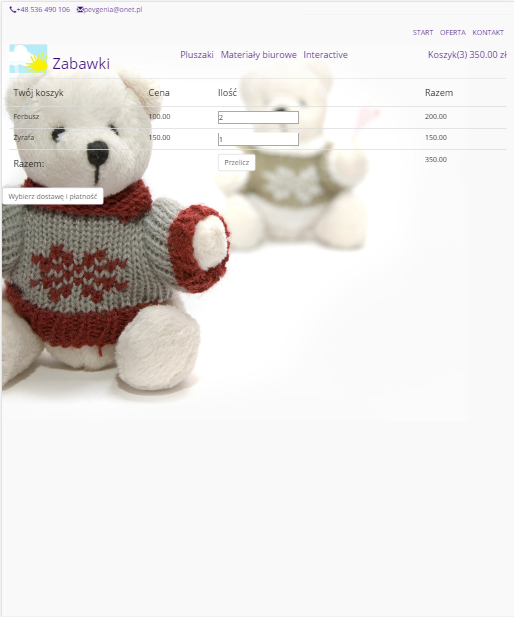 +48 536 490 106 pevgenia@onet.pl
START OFERTA KONTAKT
Zabawki Pluszaki Materiały biurowe Interactive Koszyk(3) 350.00 zł
Twój koszyk Cena Ilość Razem
Ferbusz 100.00 2 200.00
Żyrafa 150.00 1 150.00
Razem: Przelicz 350.00
Wybierz dostawę i płatność